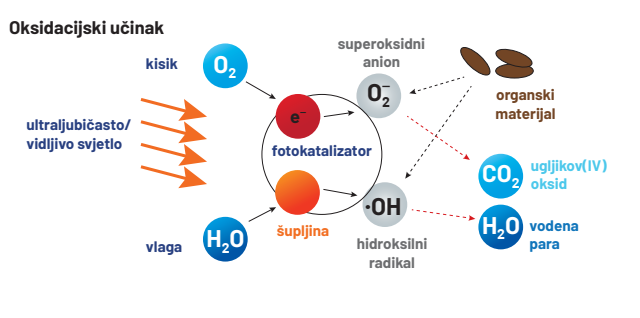 Oksidacijski učinak
kisik
O₂
superoksidni
anion
O₂⁻
organski
materijal
e⁻
ultraljubičasto/
vidljivo svjetlo
fotokatalizator
CO₂
ugljikov(IV)
oksid
šupljina
·OH
hidroksilni
radikal
H₂O
vodena
para
vlaga
H₂O